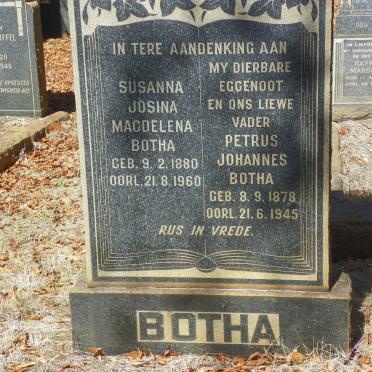 IN TERE AANDENKING AAN
SUSANNA
JOSINA
MAGDELENA
BOTHA
GEB. 9. 2. 1880
OORL. 21. 8. 1960
MY DIERBARE
EGGENOOT
EN ONS LIEWE
VADER
PETRUS
JOHANNES
BOTHA
GEB. 8. 9. 1878
OORL. 21. 6. 1945
RUS IN VREDE.
BOTHA